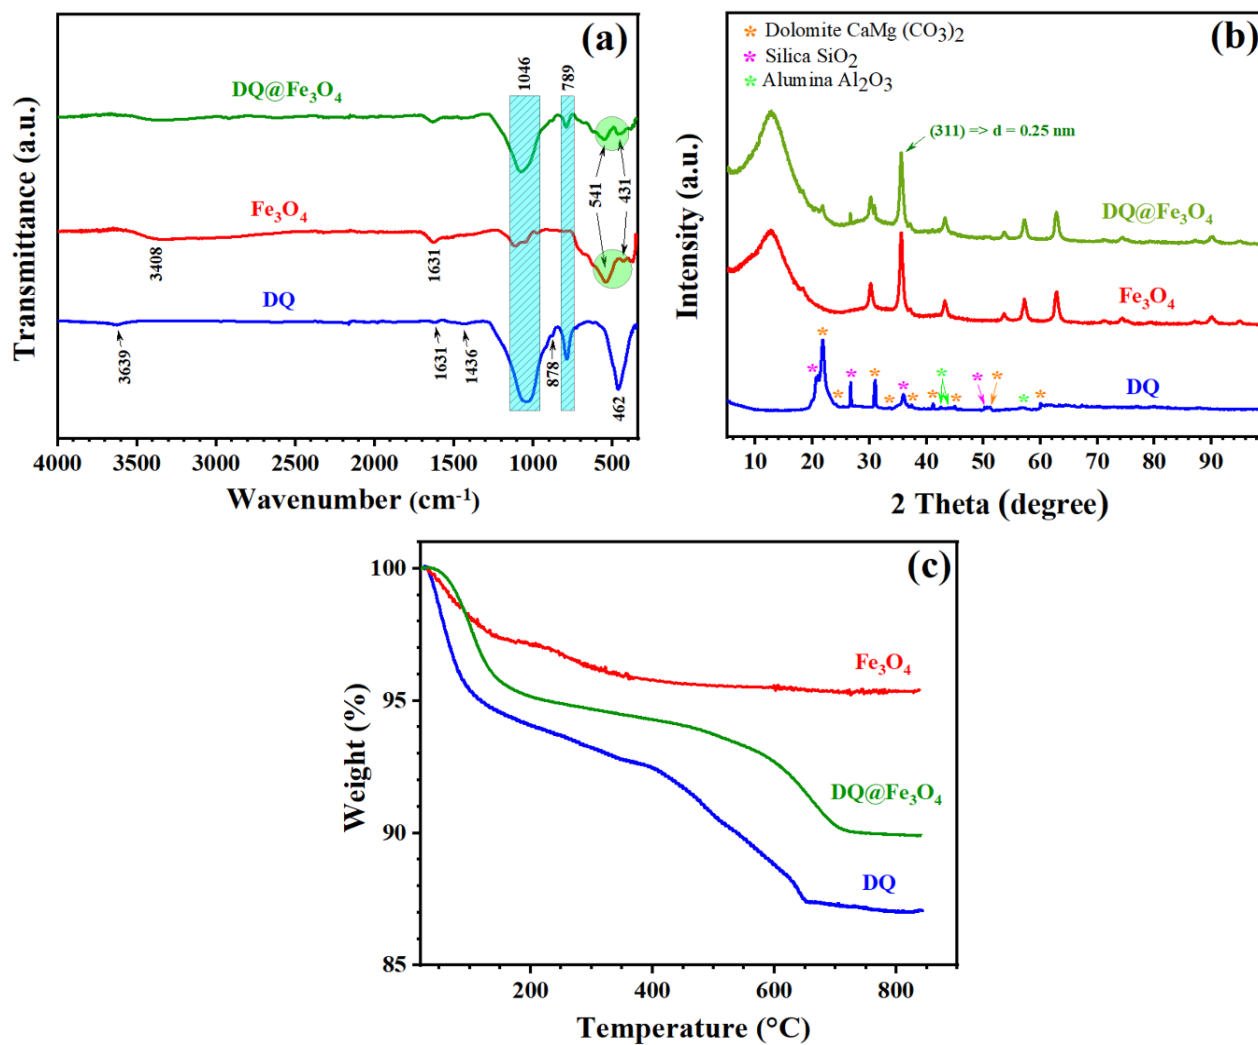 (a)
1046
789
DQ@Fe₃O₄
541
431
Fe₃O₄
3408
1631
DQ
3639
1631
1436
878
462
Transmittance (a.u.)
4000 3500 3000 2500 2000 1500 1000 500
Wavenumber (cm⁻¹)
(b)
* Dolomite CaMg (CO₃)₂
* Silica SiO₂
* Alumina Al₂O₃
(311) => d = 0.25 nm
DQ@Fe₃O₄
Fe₃O₄
DQ
Intensity (a.u.)
10 20 30 40 50 60 70 80 90
2 Theta (degree)
(c)
100
95
90
85
Fe₃O₄
DQ@Fe₃O₄
DQ
Weight (%)
200 400 600 800
Temperature (°C)